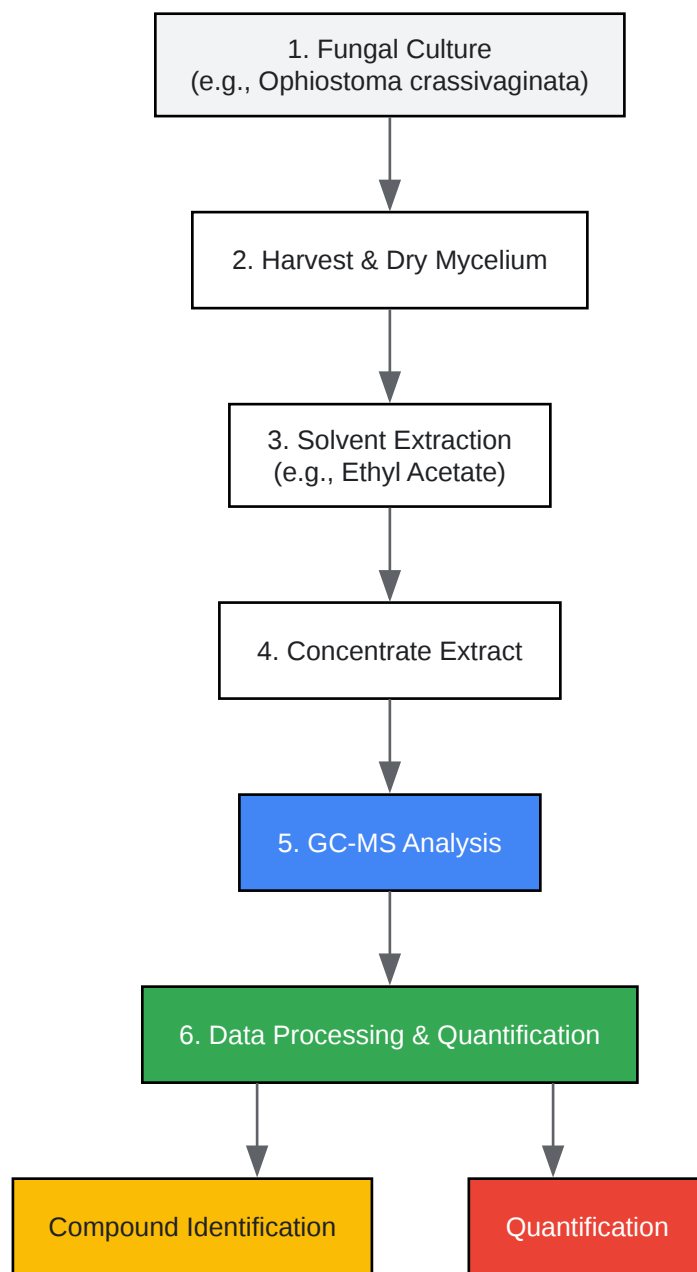 1. Fungal Culture
(e.g., Ophiostoma crassivaginata)
2. Harvest & Dry Mycelium
3. Solvent Extraction
(e.g., Ethyl Acetate)
4. Concentrate Extract
5. GC-MS Analysis
6. Data Processing & Quantification
Compound Identification
Quantification